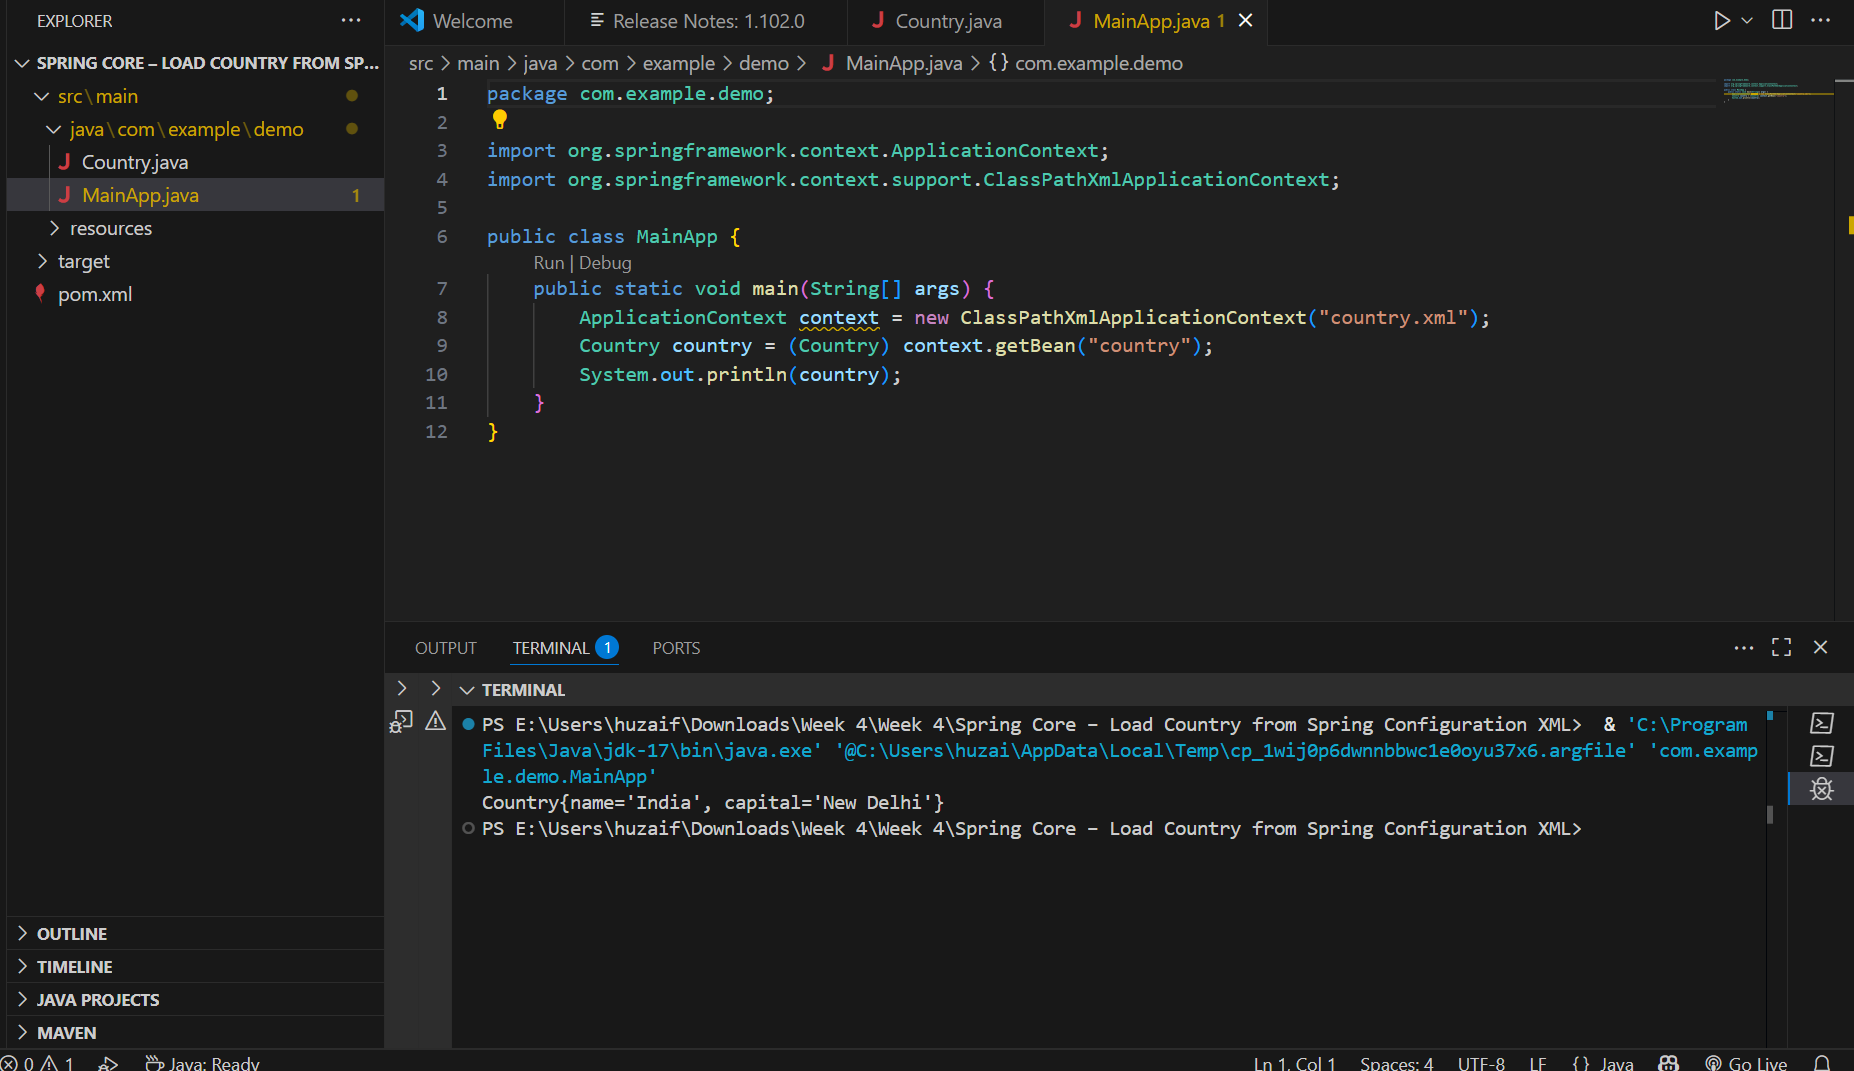 EXPLORER
SPRING CORE – LOAD COUNTRY FROM SP...
src\main
java\com\example\demo
Country.java
MainApp.java 1
resources
target
pom.xml
OUTLINE
TIMELINE
JAVA PROJECTS
MAVEN
Welcome
Release Notes: 1.102.0
Country.java
MainApp.java 1
src > main > java > com > example > demo > MainApp.java > {} com.example.demo
1 package com.example.demo;
2
3 import org.springframework.context.ApplicationContext;
4 import org.springframework.context.support.ClassPathXmlApplicationContext;
5
6 public class MainApp {
Run | Debug
7 public static void main(String[] args) {
8 ApplicationContext context = new ClassPathXmlApplicationContext("country.xml");
9 Country country = (Country) context.getBean("country");
10 System.out.println(country);
11 }
12 }
OUTPUT
TERMINAL 1
PORTS
TERMINAL
PS E:\Users\huzaif\Downloads\Week 4\Week 4\Spring Core – Load Country from Spring Configuration XML> & 'C:\Program
Files\Java\jdk-17\bin\java.exe' '@C:\Users\huzai\AppData\Local\Temp\cp_1wij0p6dwnnbbwc1e0oyu37x6.argfile' 'com.examp
le.demo.MainApp'
Country{name='India', capital='New Delhi'}
PS E:\Users\huzaif\Downloads\Week 4\Week 4\Spring Core – Load Country from Spring Configuration XML>
0 1 Java: Ready
Ln 1, Col 1 Spaces: 4 UTF-8 LF {} Java Go Live